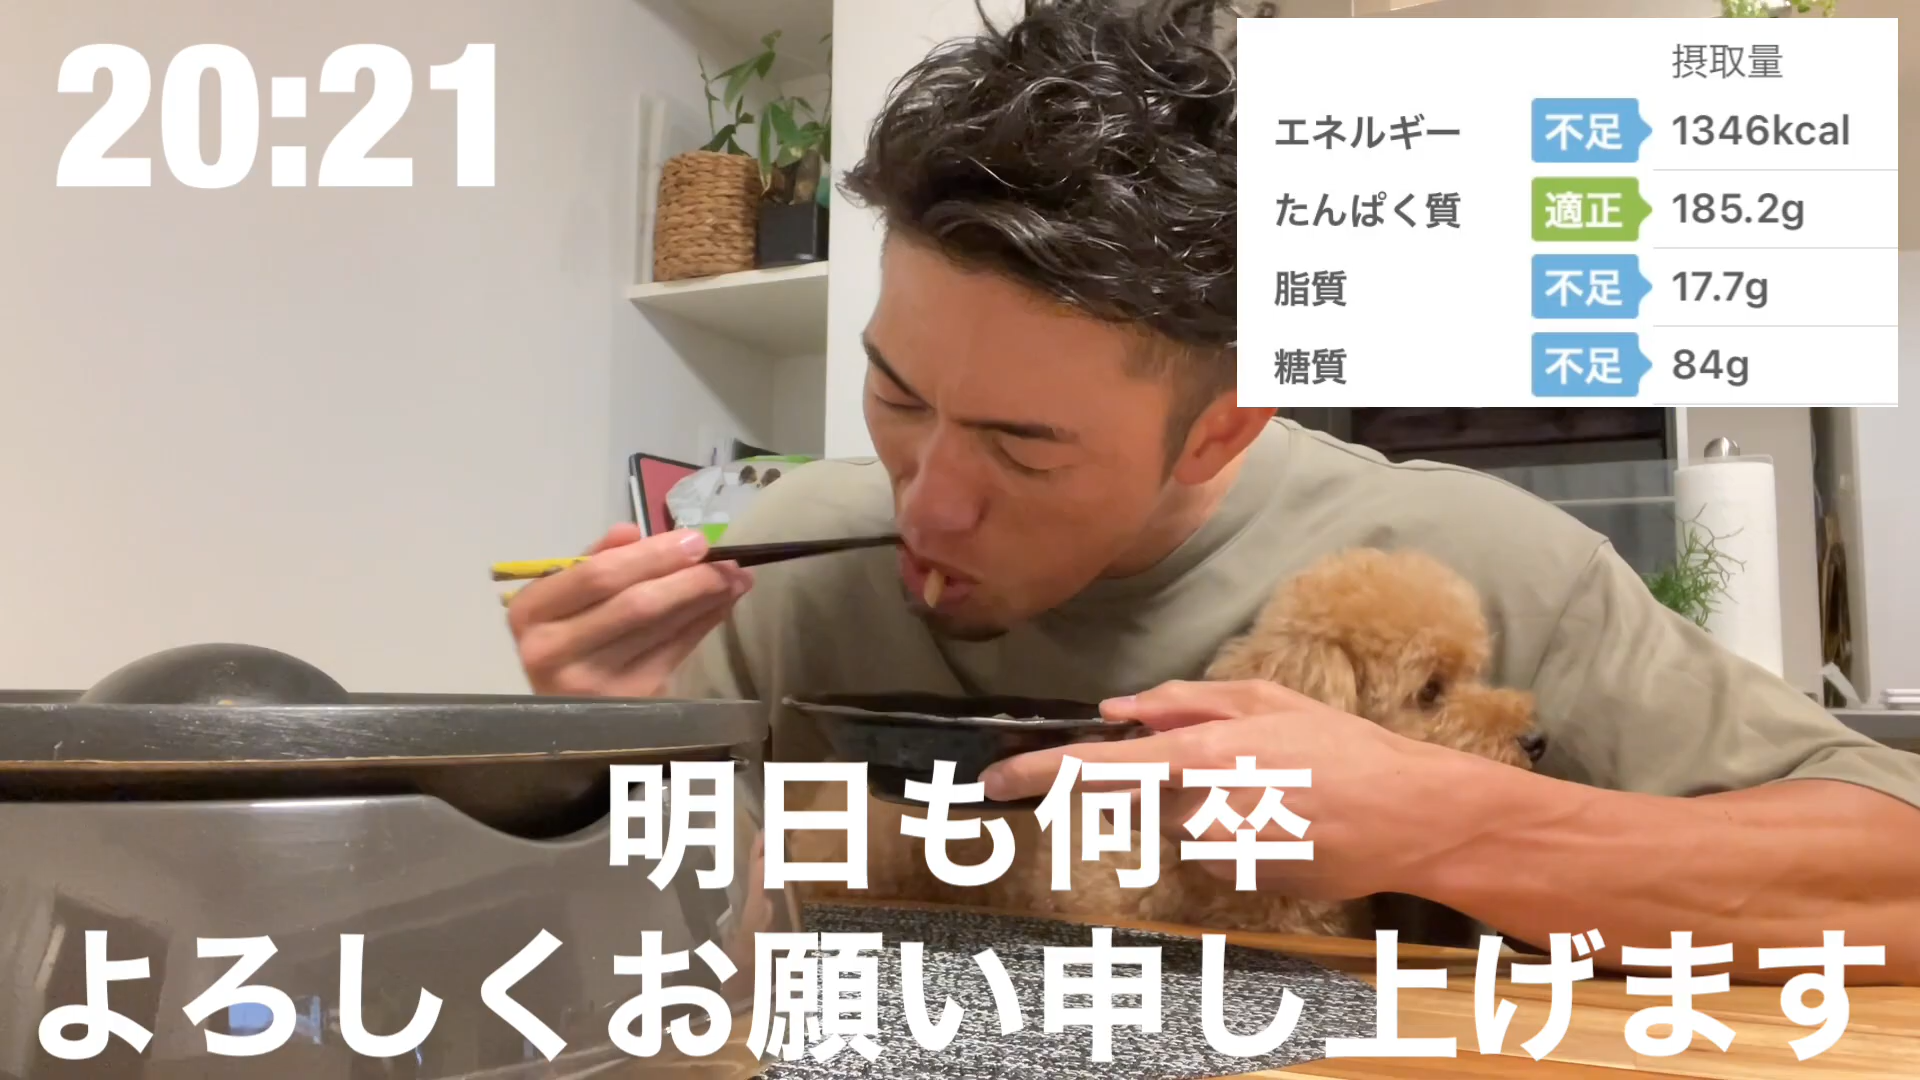 20:21
摂取量
エネルギー 不足 1346kcal
たんぱく質 適正 185.2g
脂質 不足 17.7g
糖質 不足 84g
明日も何卒
よろしくお願い申し上げます